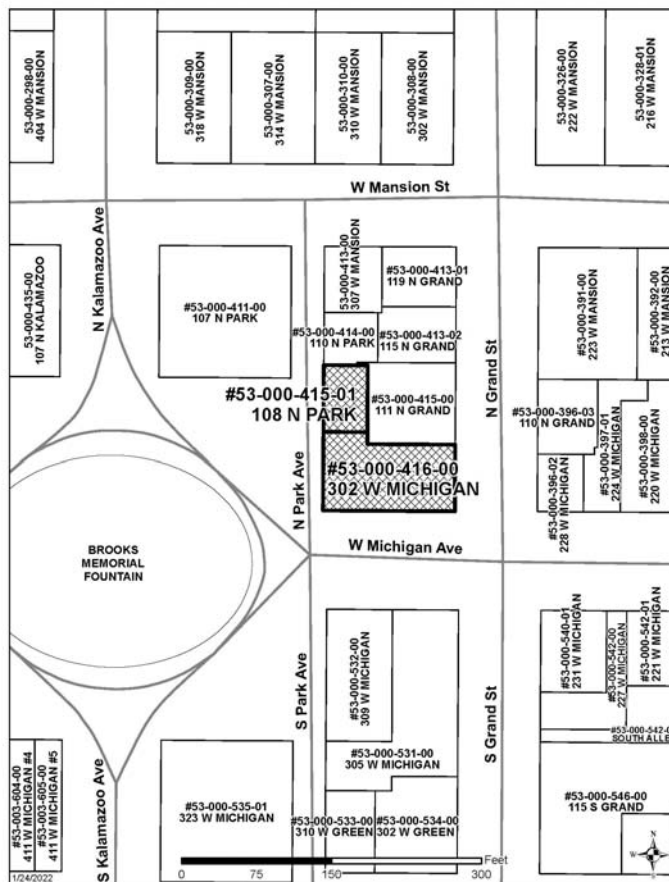 53-000-298-00
404 W MANSION
53-000-309-00
318 W MANSION
53-000-307-00
314 W MANSION
53-000-310-00
310 W MANSION
53-000-308-00
302 W MANSION
53-000-326-00
222 W MANSION
53-000-328-01
216 W MANSION
W Mansion St
N Kalamazoo Ave
53-000-435-00
107 N KALAMAZOO
#53-000-411-00
107 N PARK
53-000-413-00
307 W MANSION
#53-000-413-01
119 N GRAND
#53-000-414-00
110 N PARK
#53-000-413-02
115 N GRAND
#53-000-415-01
108 N PARK
#53-000-415-00
111 N GRAND
#53-000-416-00
302 W MICHIGAN
N Park Ave
N Grand St
#53-000-391-00
223 W MANSION
#53-000-392-00
213 W MANSION
#53-000-396-03
110 N GRAND
#53-000-396-02
228 W MICHIGAN
#53-000-397-01
224 W MICHIGAN
#53-000-398-00
220 W MICHIGAN
W Michigan Ave
BROOKS
MEMORIAL
FOUNTAIN
S Park Ave
#53-000-532-00
309 W MICHIGAN
#53-000-531-00
305 W MICHIGAN
S Grand St
#53-000-540-01
231 W MICHIGAN
#53-000-542-00
227 W MICHIGAN
#53-000-542-01
221 W MICHIGAN
#53-000-542-0
SOUTH ALLE
#53-003-604-00
411 W MICHIGAN #4
#53-003-605-00
411 W MICHIGAN #5
S Kalamazoo Ave
#53-000-535-01
323 W MICHIGAN
#53-000-533-00
310 W GREEN
#53-000-534-00
302 W GREEN
#53-000-546-00
115 S GRAND
Feet
0 75 150 300
1/24/2022